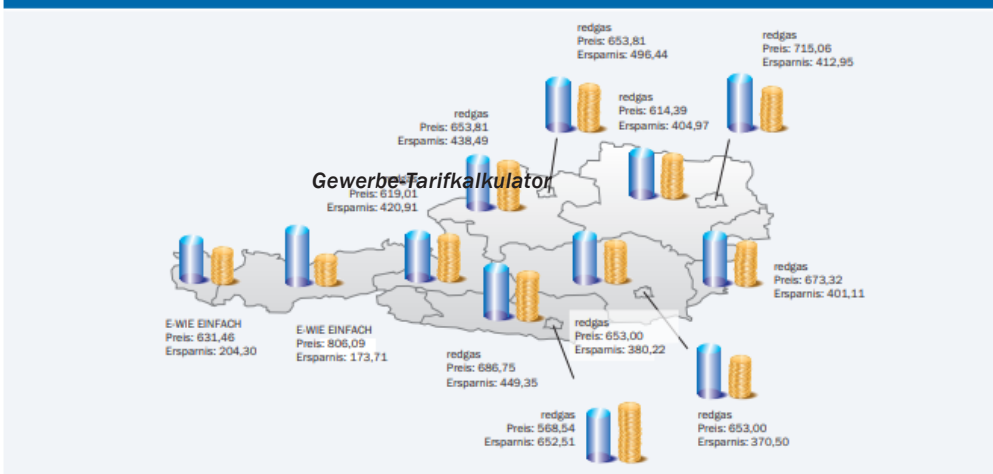 redgas
Preis: 653,81
Ersparnis: 496,44
redgas
Preis: 715,06
Ersparnis: 412,95
redgas
Preis: 614,39
Ersparnis: 404,97
redgas
Preis: 653,81
Ersparnis: 438,49
Gewerbe-Tarifkalkulator
Preis: 619,01
Ersparnis: 420,91
redgas
Preis: 673,32
Ersparnis: 401,11
E-WIE EINFACH
Preis: 631,46
Ersparnis: 204,30
E-WIE EINFACH
Preis: 806,09
Ersparnis: 173,71
redgas
Preis: 653,00
Ersparnis: 380,22
redgas
Preis: 686,75
Ersparnis: 449,35
redgas
Preis: 568,54
Ersparnis: 652,51
redgas
Preis: 653,00
Ersparnis: 370,50